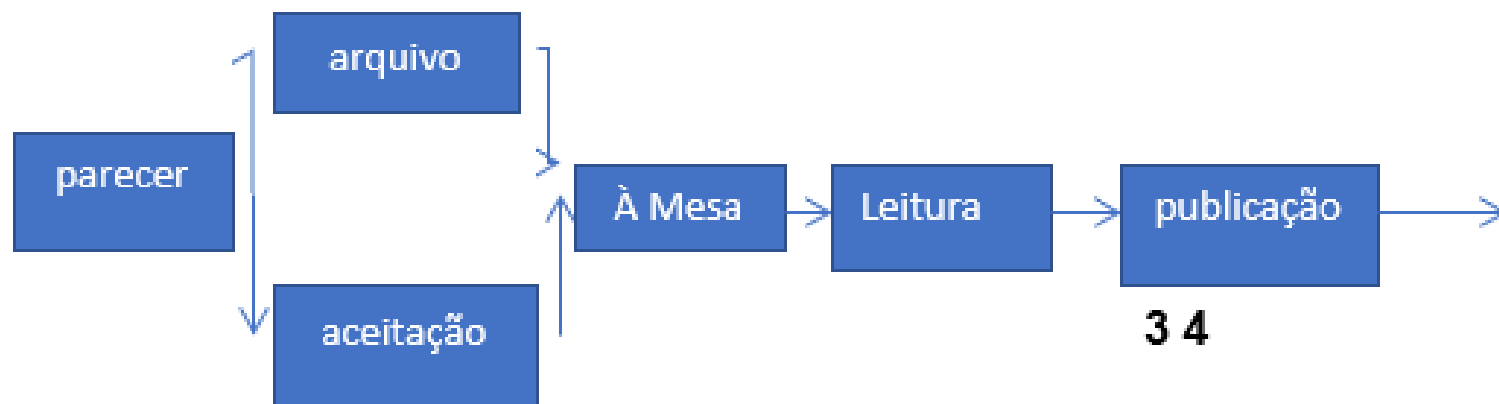 arquivo
parecer
À Mesa
Leitura
publicação
aceitação
3 4